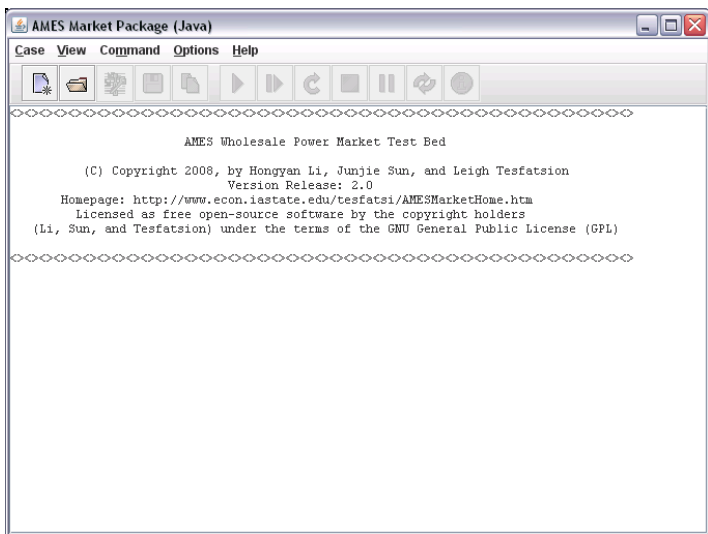 AMES Market Package (Java)
Case View Command Options Help
<><><><><><><><><><><><><><><><><><><><><><><><><><><><><><><><><><><><><><><><><><><>
AMES Wholesale Power Market Test Bed
(C) Copyright 2008, by Hongyan Li, Junjie Sun, and Leigh Tesfatsion
Version Release: 2.0
Homepage: http://www.econ.iastate.edu/tesfatsi/AMESMarketHome.htm
Licensed as free open-source software by the copyright holders
(Li, Sun, and Tesfatsion) under the terms of the GNU General Public License (GPL)
<><><><><><><><><><><><><><><><><><><><><><><><><><><><><><><><><><><><><><><><><><><>